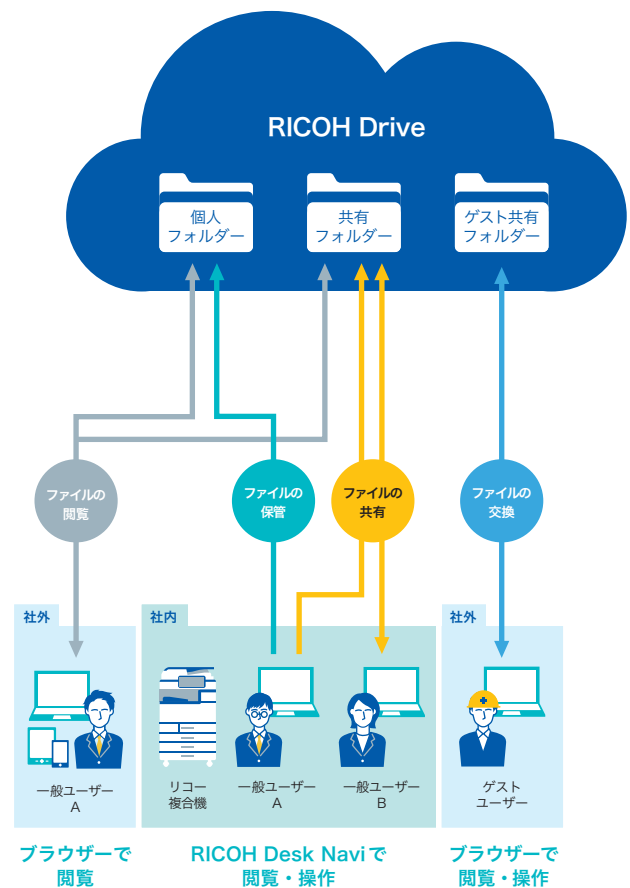 RICOH Drive
個人
フォルダー
共有
フォルダー
ゲスト共有
フォルダー
ファイルの
閲覧
ファイルの
保管
ファイルの
共有
ファイルの
交換
社外
一般ユーザー
A
社内
リコー
複合機
一般ユーザー
A
一般ユーザー
B
社外
ゲスト
ユーザー
ブラウザーで
閲覧
RICOH Desk Naviで
閲覧・操作
ブラウザーで
閲覧・操作